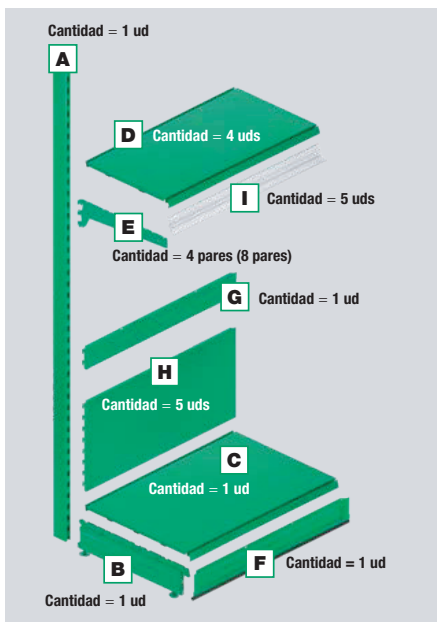 Cantidad = 1 ud
A
D
Cantidad = 4 uds
I
Cantidad = 5 uds
E
Cantidad = 4 pares (8 pares)
G
Cantidad = 1 ud
H
Cantidad = 5 uds
C
Cantidad = 1 ud
B
F
Cantidad = 1 ud
Cantidad = 1 ud